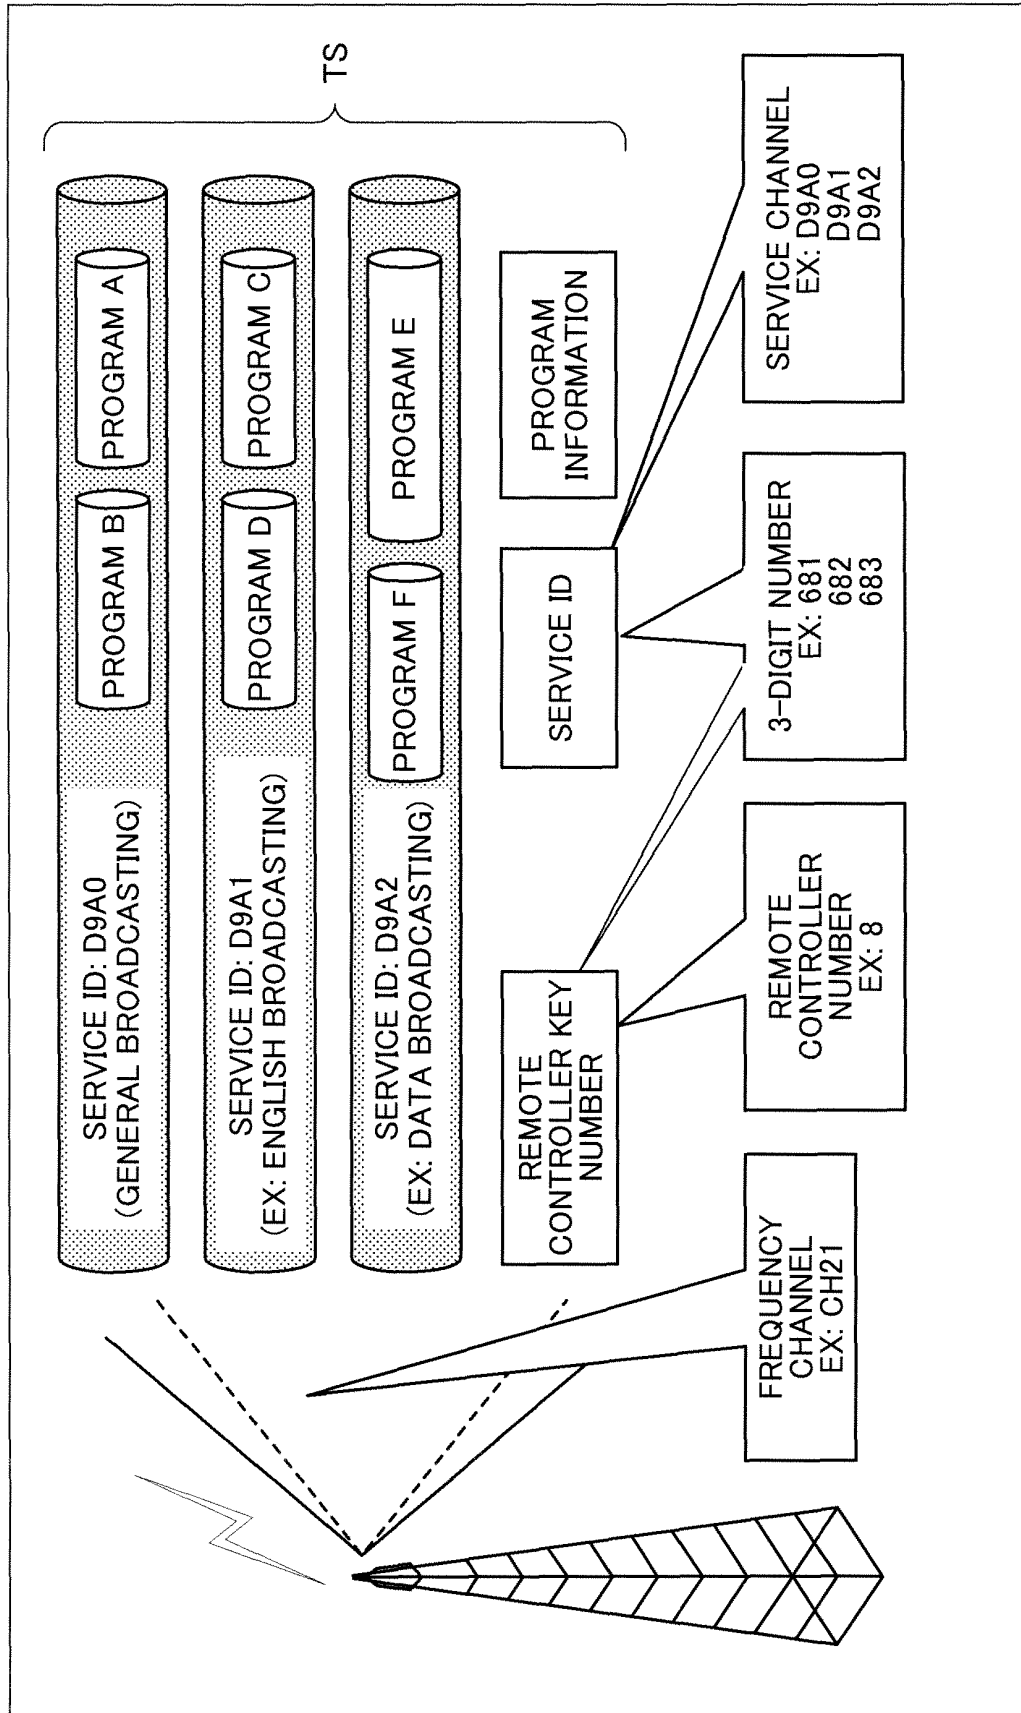 TS
SERVICE ID: D9A0
(GENERAL BROADCASTING)
PROGRAM B
PROGRAM A
SERVICE ID: D9A1
(EX: ENGLISH BROADCASTING)
PROGRAM D
PROGRAM C
SERVICE ID: D9A2
(EX: DATA BROADCASTING)
PROGRAM F
PROGRAM E
REMOTE
CONTROLLER KEY
NUMBER
SERVICE ID
PROGRAM
INFORMATION
FREQUENCY
CHANNEL
EX: CH21
REMOTE
CONTROLLER
NUMBER
EX: 8
3-DIGIT NUMBER
EX: 681
682
683
SERVICE CHANNEL
EX: D9A0
D9A1
D9A2